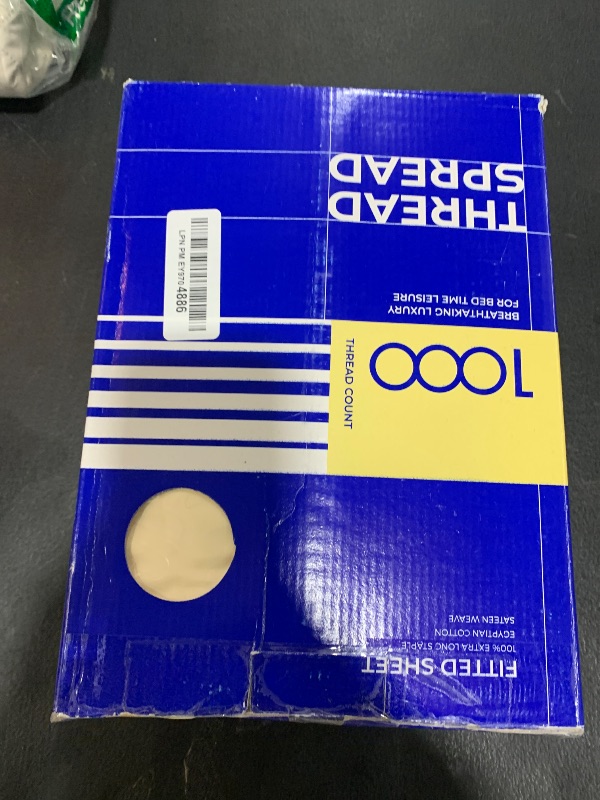 FITTED SHEET
100% EXTRA LONG STAPLE
EGYPTIAN COTTON
SATEEN WEAVE
1000
THREAD COUNT
BREATHTAKING LUXURY
FOR BED TIME LEISURE
THREAD
SPREAD
LPN PM EY970 4886